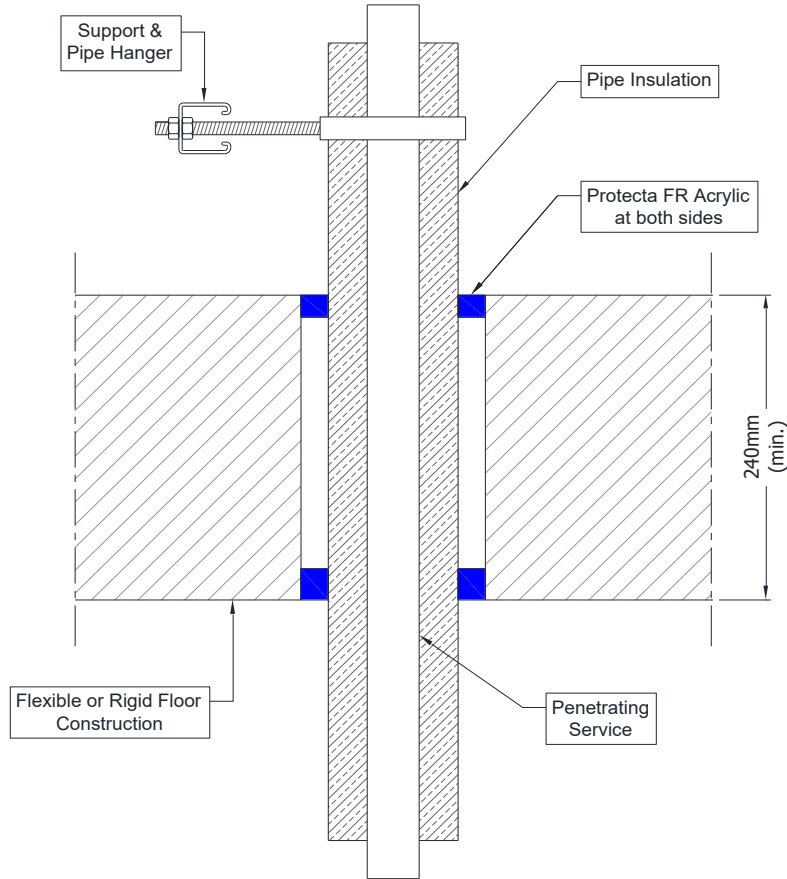 Support &
Pipe Hanger
Pipe Insulation
Protecta FR Acrylic
at both sides
240mm
(min.)
Flexible or Rigid Floor
Construction
Penetrating
Service